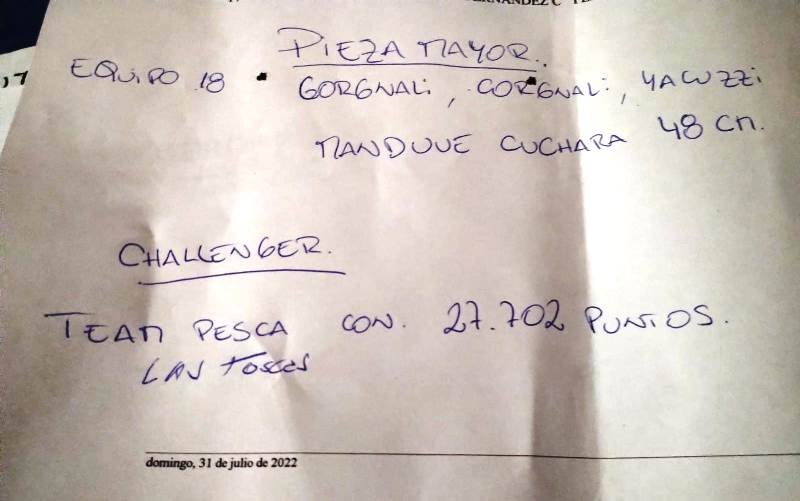 PIEZA MAYOR.
EQUIPO 18 · GORGNALi, GORGNALi, YACUZZi
MANDUVE CUCHARA 48 CM.
CHALLENGER.
TEAM PESCA CON. 27.702 PUNTOS.
LAS TOSCAS
domingo, 31 de julio de 2022